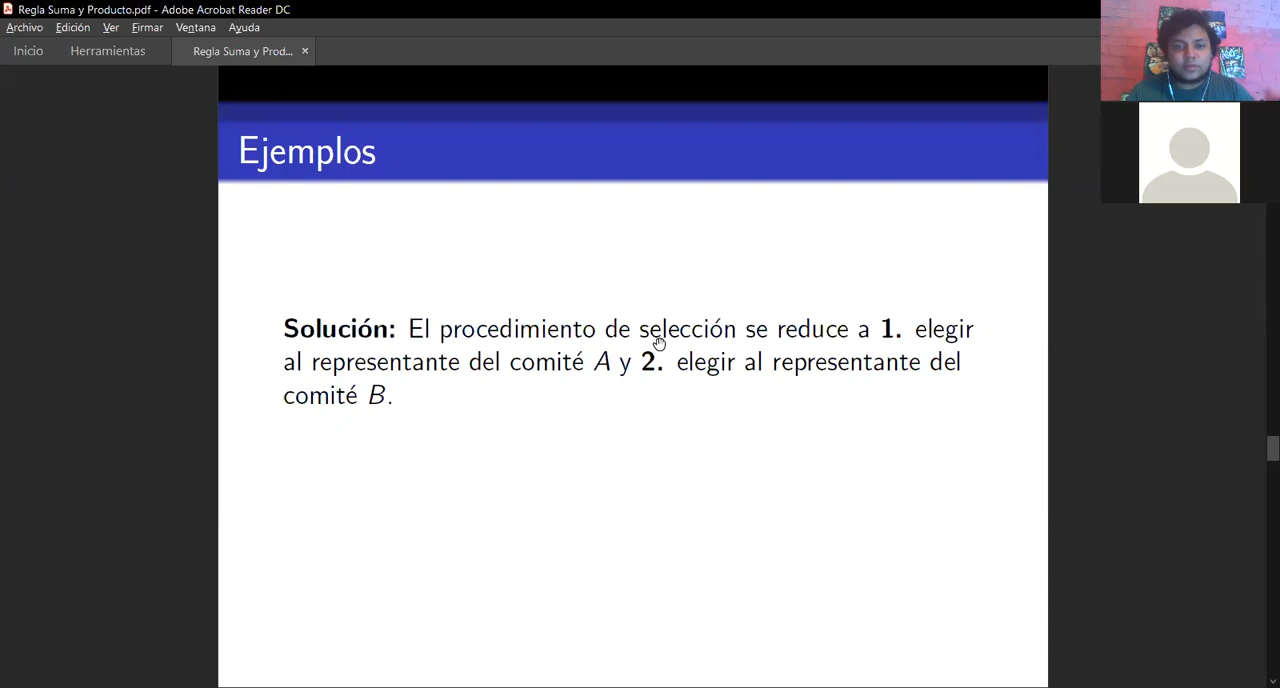 Regla Suma y Producto.pdf - Adobe Acrobat Reader DC
Archivo Edición Ver Firmar Ventana Ayuda
Inicio Herramientas Regla Suma y Prod... ×
Ejemplos
Solución: El procedimiento de selección se reduce a 1. elegir
al representante del comité A y 2. elegir al representante del
comité B.